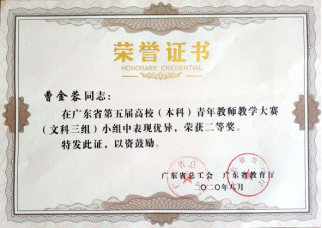 荣誉证书
HONORARY CREDENTIAL
曹金蓉同志：
在广东省第五届高校（本科）青年教师教学大赛
（文科三组）小组中表现优异，荣获二等奖。
特发此证，以资鼓励。
广东省总工会 广东省教育厅
二〇二〇年八月